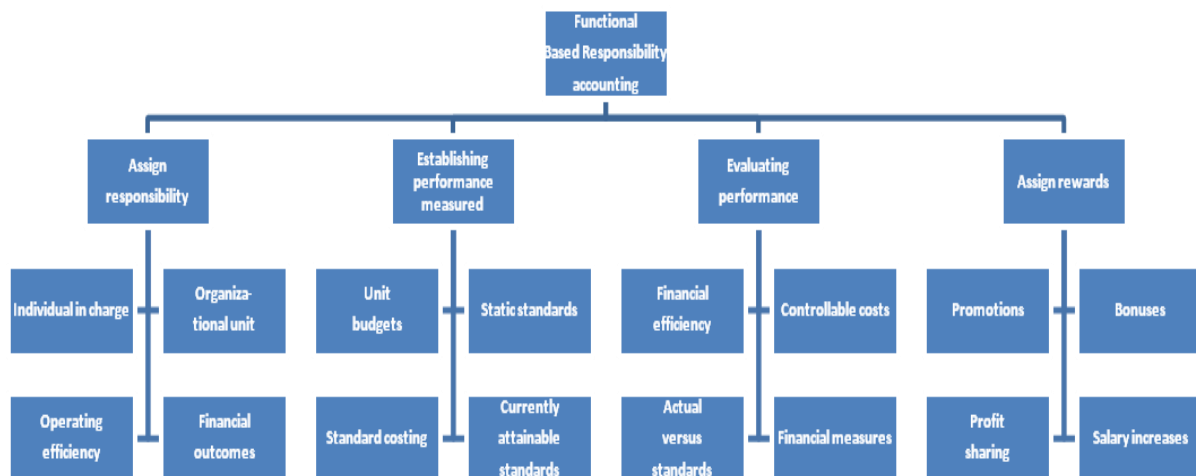 Functional
Based Responsibility
accounting
Assign
responsibility
Establishing
performance
measured
Evaluating
performance
Assign rewards
Individual in charge
Organiza-
tional unit
Operating
efficiency
Financial
outcomes
Unit
budgets
Static standards
Standard costing
Currently
attainable
standards
Financial
efficiency
Controllable costs
Actual
versus
standards
Financial measures
Promotions
Bonuses
Profit
sharing
Salary increases